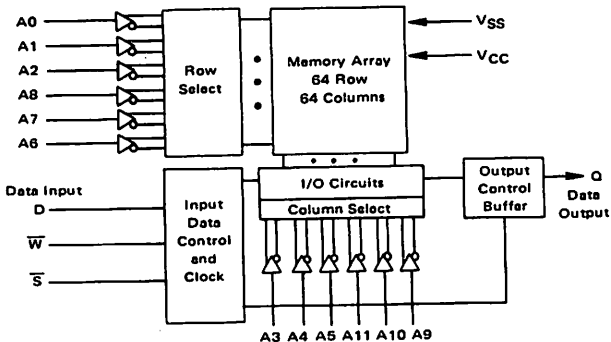 A0
A1
A2
A8
A7
A6
Row
Select
Memory Array
64 Row
64 Columns
VSS
VCC
Data Input
D
W̅
S̅
Input
Data
Control
and
Clock
I/O Circuits
Column Select
Output
Control
Buffer
Q
Data
Output
A3 A4 A5 A11 A10 A9